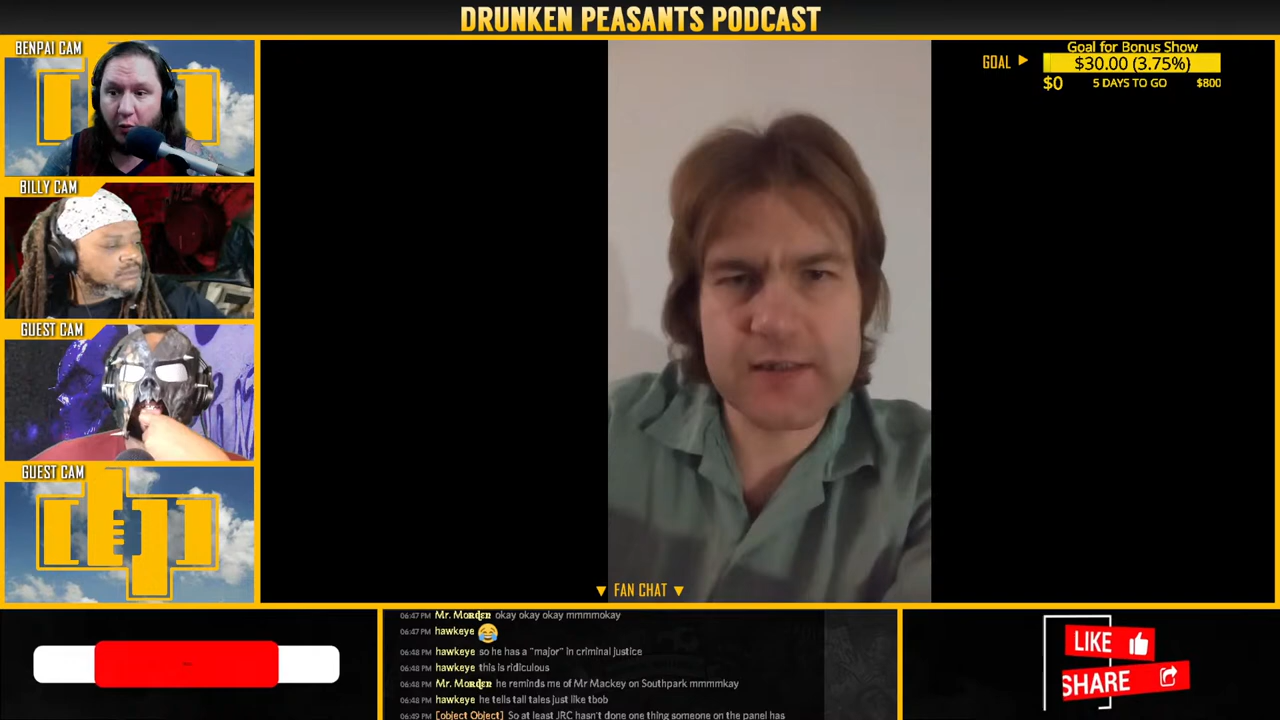 DRUNKEN PEASANTS PODCAST
BENPAI CAM
BILLY CAM
GUEST CAM
GUEST CAM
GOAL ▶
Goal for Bonus Show
$30.00 (3.75%)
$0 5 DAYS TO GO $800
▼ FAN CHAT ▼
06:47 PM okay okay okay mmmmokay
06:47 PM hawkeye 😂
06:48 PM hawkeye so he has a "major" in criminal justice
06:48 PM hawkeye this is ridiculous
06:48 PM he reminds me of Mr Mackey on Southpark mmmmkay
06:48 PM hawkeye he tells tall tales just like tbob
06:49 PM [object Object] So at least JRC hasn't done one thing someone on the panel has
LIKE
SHARE